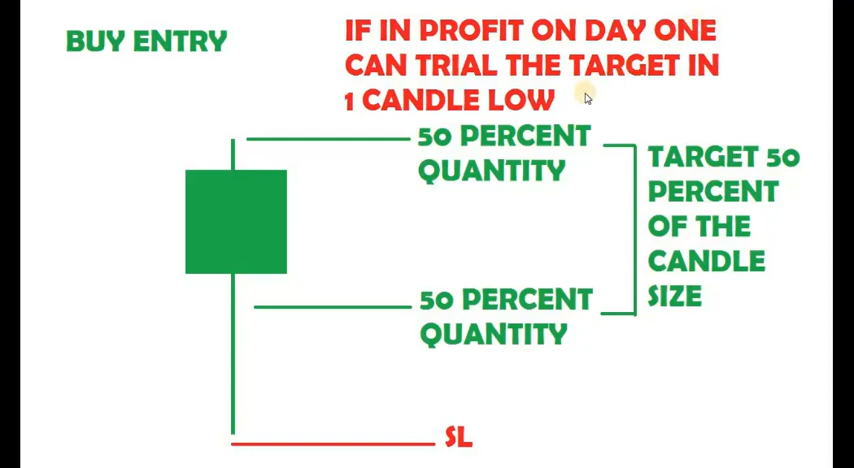 BUY ENTRY
IF IN PROFIT ON DAY ONE
CAN TRIAL THE TARGET IN
1 CANDLE LOW
50 PERCENT
QUANTITY
TARGET 50
PERCENT
OF THE
CANDLE
SIZE
50 PERCENT
QUANTITY
SL